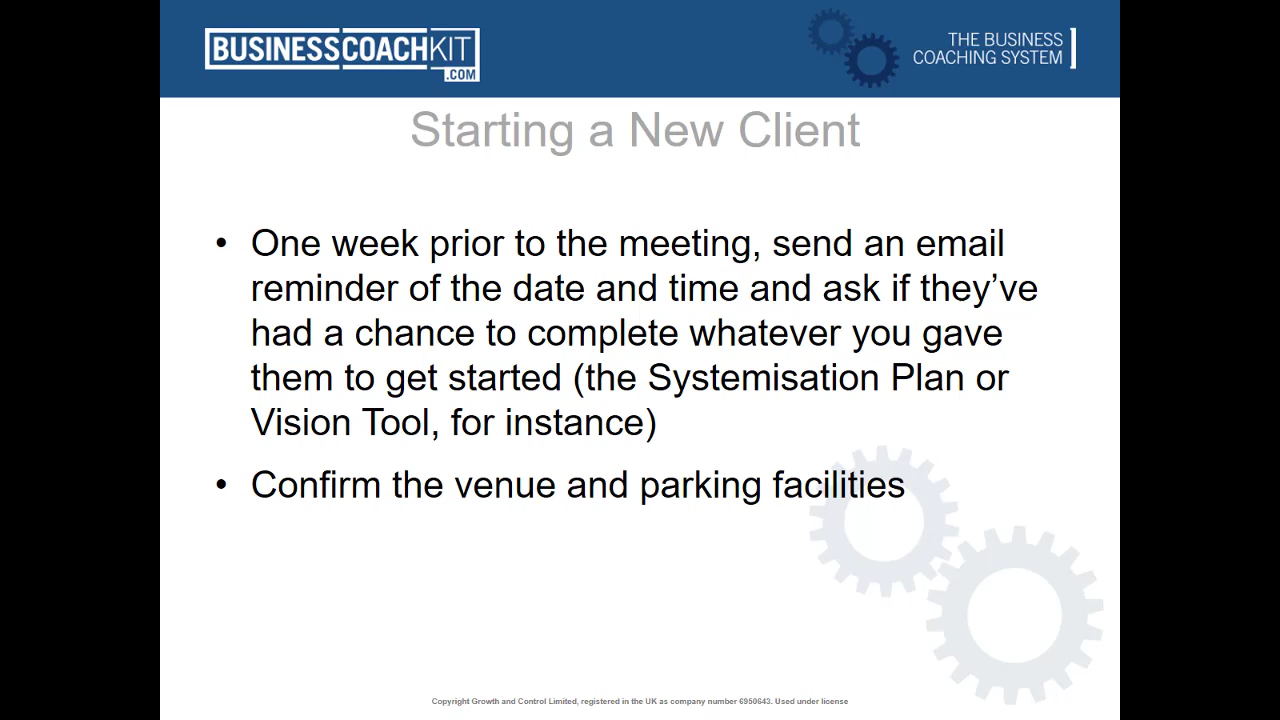 BUSINESSCOACHKIT
.COM
THE BUSINESS
COACHING SYSTEM
Starting a New Client
• One week prior to the meeting, send an email
reminder of the date and time and ask if they’ve
had a chance to complete whatever you gave
them to get started (the Systemisation Plan or
Vision Tool, for instance)
• Confirm the venue and parking facilities
Copyright Growth and Control Limited, registered in the UK as company number 6950643. Used under license